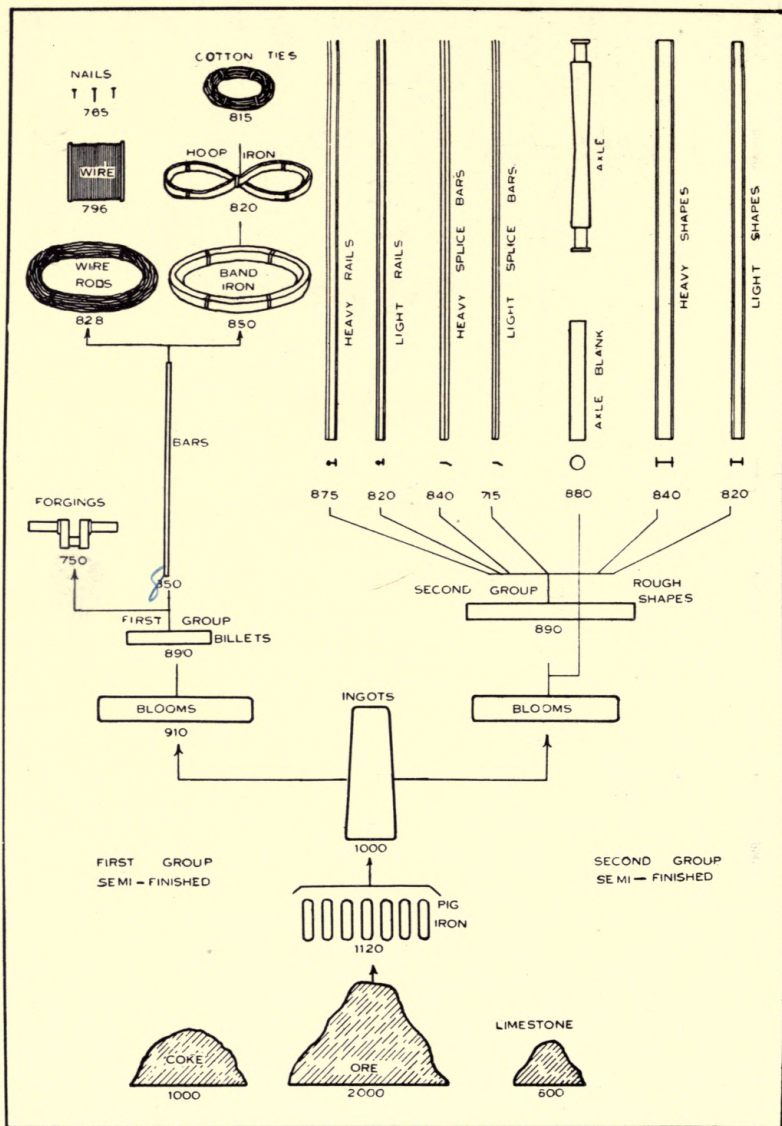 COTTON TIES
815
NAILS
785
HOOP IRON
820
WIRE
796
WIRE
RODS
828
BAND
IRON
850
HEAVY RAILS
LIGHT RAILS
HEAVY SPLICE BARS
LIGHT SPLICE BARS
AXLE
AXLE BLANK
HEAVY SHAPES
LIGHT SHAPES
BARS
875 820 840 715 880 840 820
FORGINGS
750
850
FIRST GROUP
BILLETS
890
SECOND GROUP
ROUGH
SHAPES
890
BLOOMS
910
INGOTS
1000
BLOOMS
FIRST GROUP
SEMI-FINISHED
SECOND GROUP
SEMI-FINISHED
PIG
IRON
1120
COKE
1000
ORE
2000
LIMESTONE
600